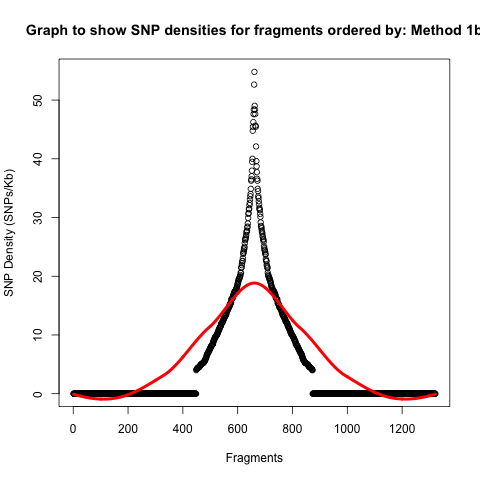 Graph to show SNP densities for fragments ordered by: Method 1b
SNP Density (SNPs/Kb)
50
40
30
20
10
0
0 200 400 600 800 1000 1200
Fragments